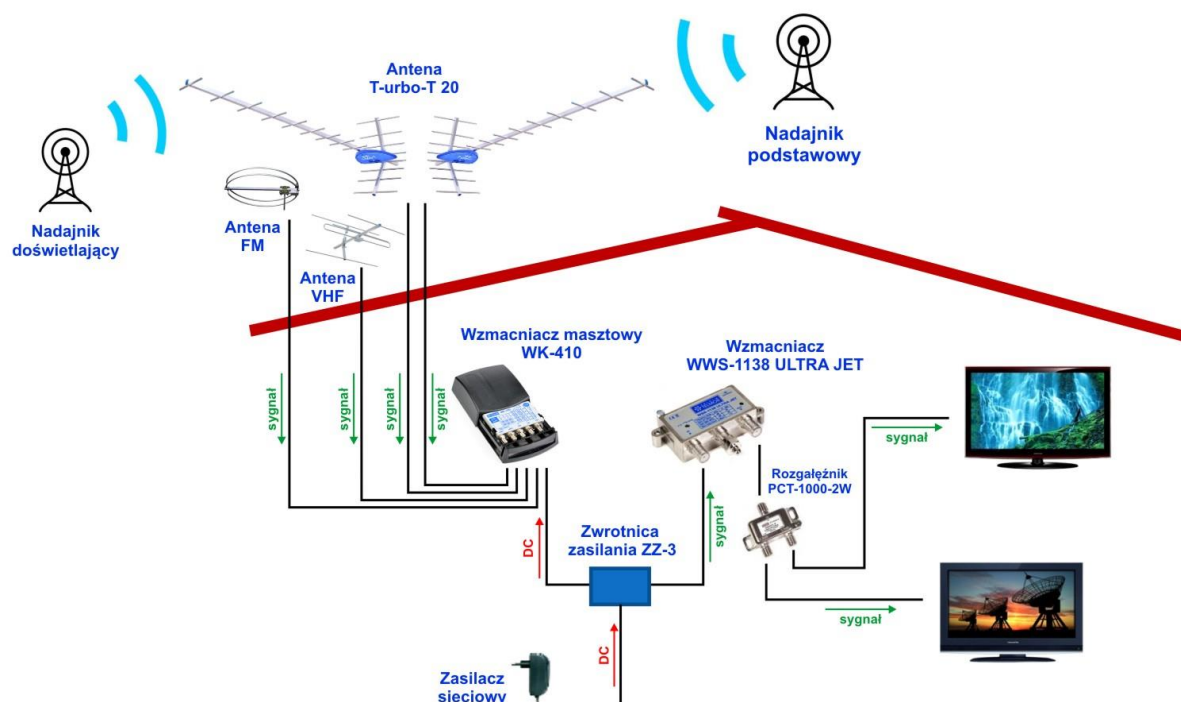 Antena
T-urbo-T 20
Nadajnik
podstawowy
Nadajnik
doświetlający
Antena
FM
Antena
VHF
Wzmacniacz masztowy
WK-410
Wzmacniacz
WWS-1138 ULTRA JET
sygnał
sygnał
sygnał
sygnał
sygnał
Rozgałęźnik
PCT-1000-2W
Zwrotnica
zasilania ZZ-3
DC
sygnał
sygnał
DC
Zasilacz
sieciowy